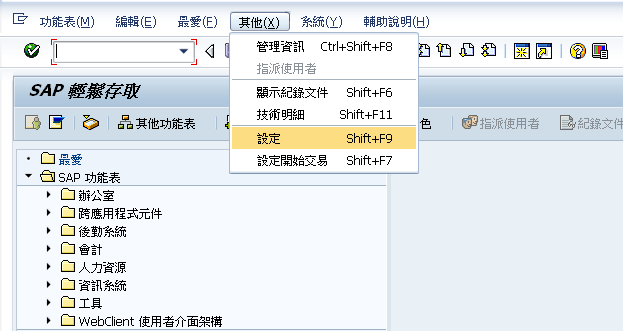 功能表(M) 編輯(E) 最愛(F) 其他(X) 系統(Y) 輔助說明(H)
管理資訊 Ctrl+Shift+F8
指派使用者
顯示紀錄文件 Shift+F6
技術明細 Shift+F11
設定 Shift+F9
設定開始交易 Shift+F7
SAP 輕鬆存取
其他功能表 色 指派使用者 紀錄文件
最愛
SAP 功能表
辦公室
跨應用程式元件
後勤系統
會計
人力資源
資訊系統
工具
WebClient 使用者介面架構